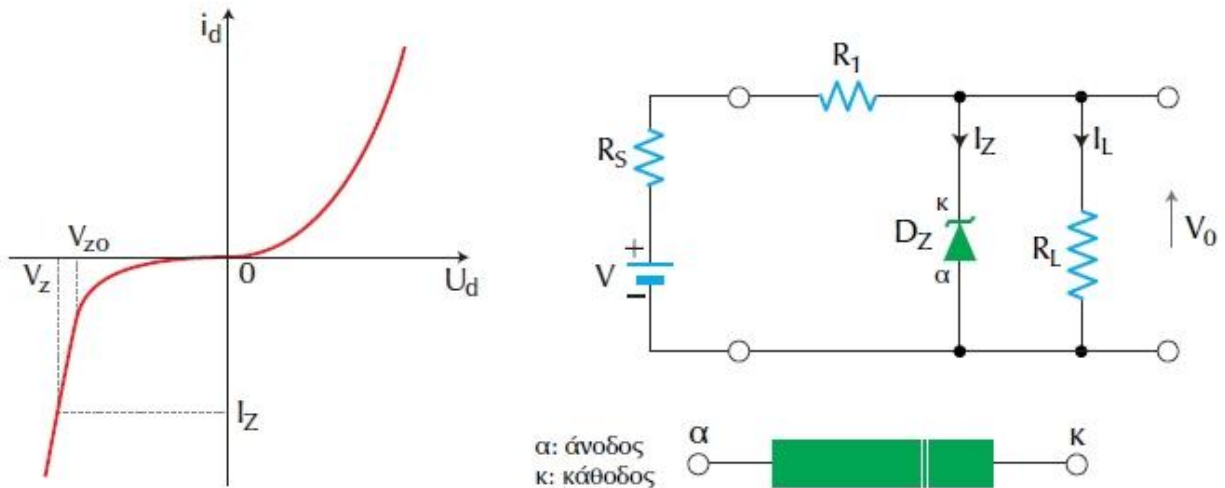 i_d
V_zo
V_z
0
U_d
I_Z
R_1
R_S
I_Z
I_L
κ
D_Z
α
R_L
V_0
+
V
−
α: άνοδος
κ: κάθοδος
α
κ